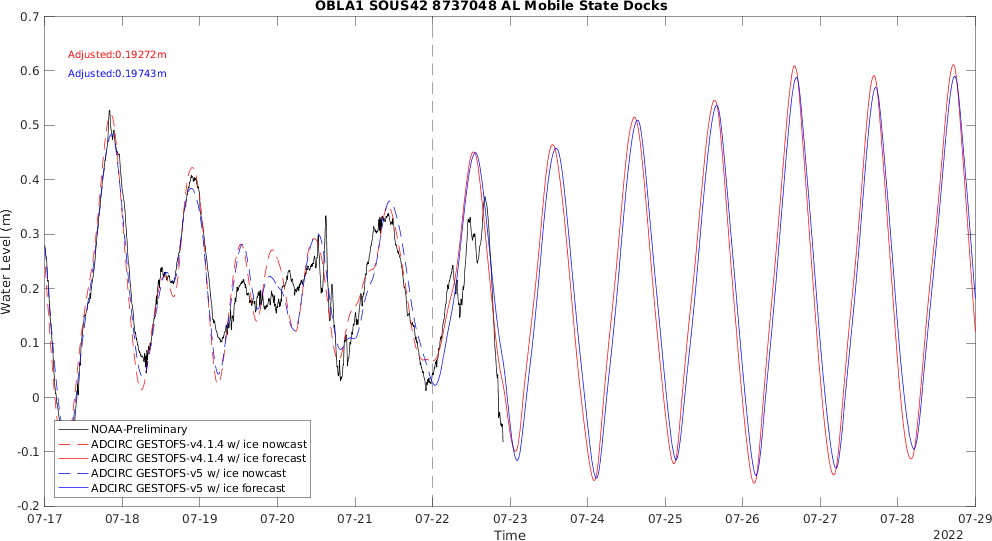 OBLA1 SOUS42 8737048 AL Mobile State Docks
0.7
0.6
0.5
0.4
0.3
0.2
0.1
0
-0.1
-0.2
Water Level (m)
Adjusted:0.19272m
Adjusted:0.19743m
NOAA-Preliminary
ADCIRC GESTOFS-v4.1.4 w/ ice nowcast
ADCIRC GESTOFS-v4.1.4 w/ ice forecast
ADCIRC GESTOFS-v5 w/ ice nowcast
ADCIRC GESTOFS-v5 w/ ice forecast
07-17 07-18 07-19 07-20 07-21 07-22 07-23 07-24 07-25 07-26 07-27 07-28 07-29
Time
2022